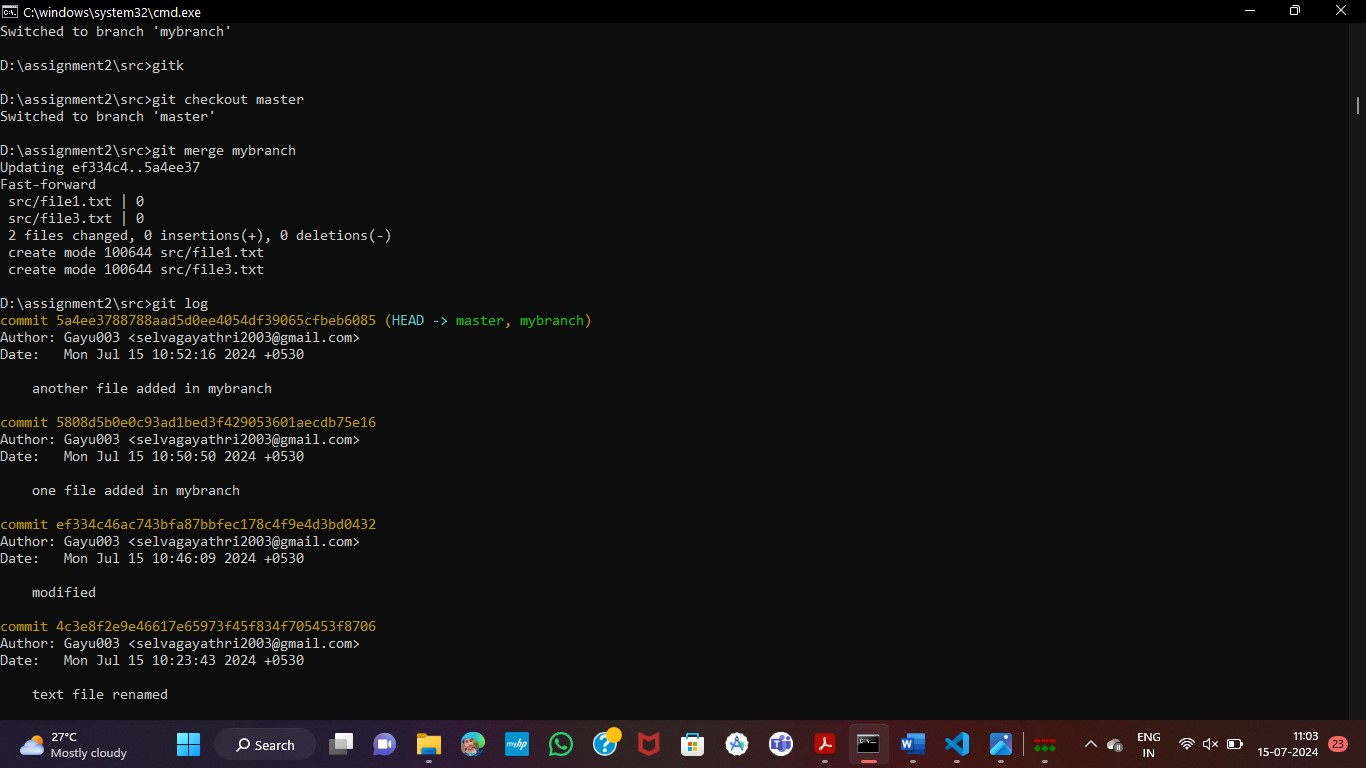 C:\windows\system32\cmd.exe
Switched to branch 'mybranch'
D:\assignment2\src>gitk
D:\assignment2\src>git checkout master
Switched to branch 'master'
D:\assignment2\src>git merge mybranch
Updating ef334c4..5a4ee37
Fast-forward
 src/file1.txt | 0
 src/file3.txt | 0
 2 files changed, 0 insertions(+), 0 deletions(-)
 create mode 100644 src/file1.txt
 create mode 100644 src/file3.txt
D:\assignment2\src>git log
commit 5a4ee3788788aad5d0ee4054df39065cfbeb6085 (HEAD -> master, mybranch)
Author: Gayu003 <selvagayathri2003@gmail.com>
Date:   Mon Jul 15 10:52:16 2024 +0530
    another file added in mybranch
commit 5808d5b0e0c93ad1bed3f429053601aecdb75e16
Author: Gayu003 <selvagayathri2003@gmail.com>
Date:   Mon Jul 15 10:50:50 2024 +0530
    one file added in mybranch
commit ef334c46ac743bfa87bbfec178c4f9e4d3bd0432
Author: Gayu003 <selvagayathri2003@gmail.com>
Date:   Mon Jul 15 10:46:09 2024 +0530
    modified
commit 4c3e8f2e9e46617e65973f45f834f705453f8706
Author: Gayu003 <selvagayathri2003@gmail.com>
Date:   Mon Jul 15 10:23:43 2024 +0530
    text file renamed
27°C
Mostly cloudy
Search
myhp
ENG
IN
11:03
15-07-2024
23